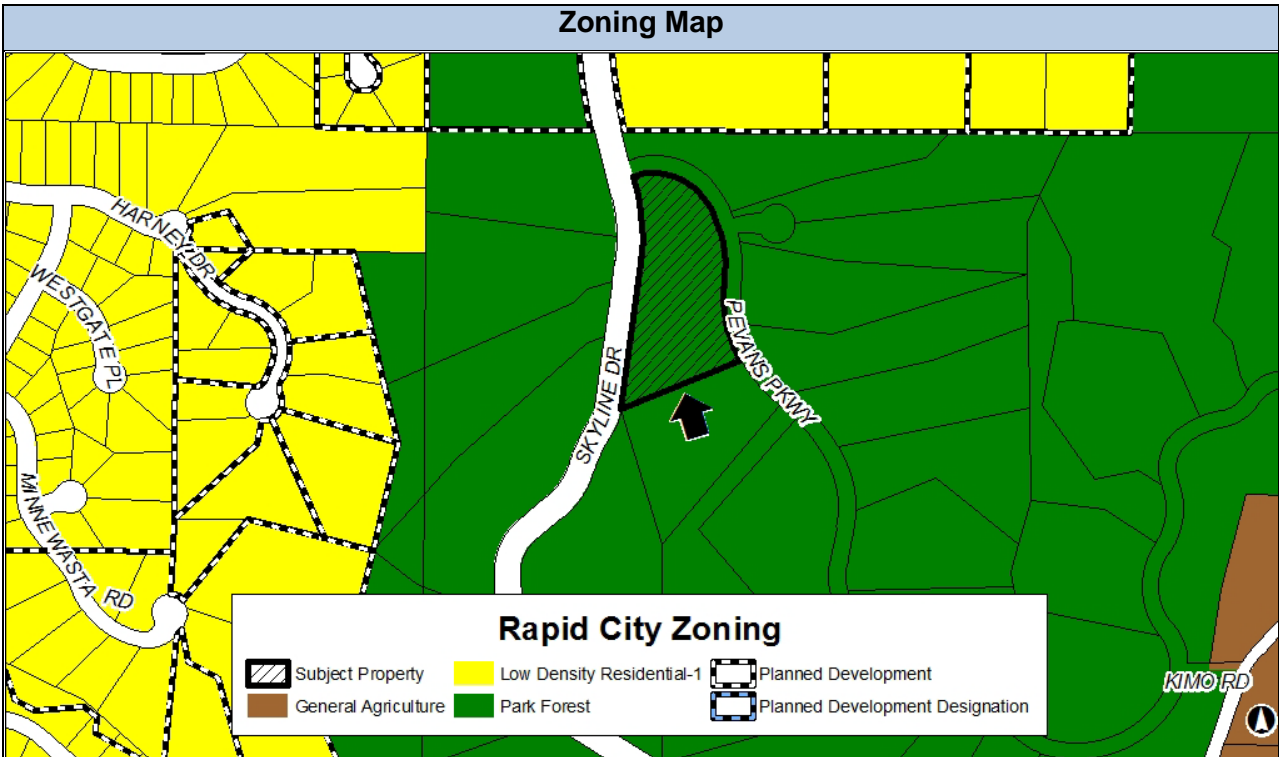 Zoning Map
HARNEY DR
WESTGATE PL
SKYLINE DR
PEVANS PKWY
MINNEWASTA RD
KIMO RD
Rapid City Zoning
Subject Property
Low Density Residential-1
Planned Development
General Agriculture
Park Forest
Planned Development Designation